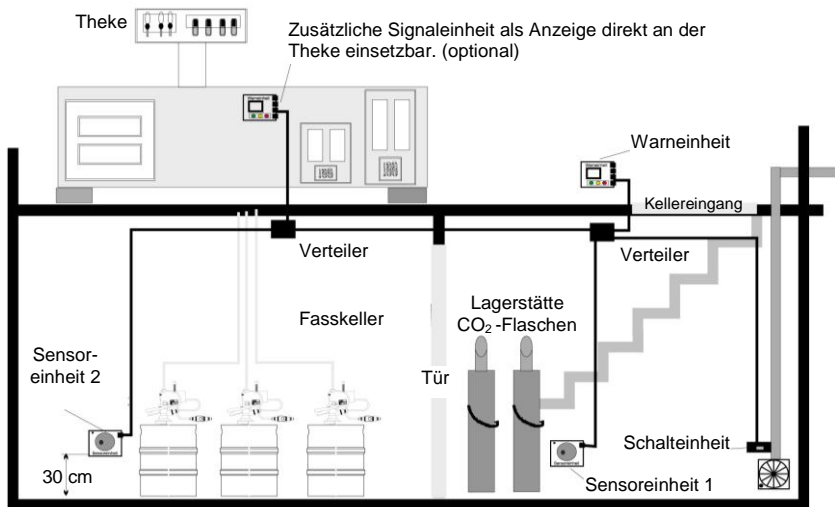 Theke
Zusätzliche Signaleinheit als Anzeige direkt an der
Theke einsetzbar. (optional)
Warneinheit
Kellereingang
Verteiler
Verteiler
Fasskeller
Lagerstätte
CO₂-Flaschen
Sensor-
einheit 2
Tür
30 cm
Schalteinheit
Sensoreinheit 1